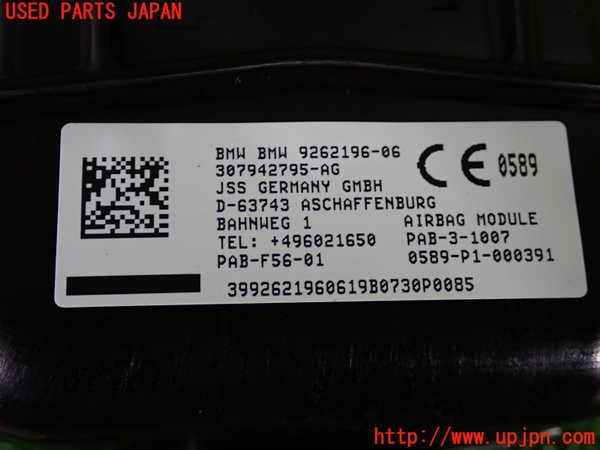 USED PARTS JAPAN
BMW BMW 9262196-06
307942795-AG
JSS GERMANY GMBH
D-63743 ASCHAFFENBURG
BAHNWEG 1 AIRBAG MODULE
TEL: +496021650 PAB-3-1007
PAB-F56-01 0589-P1-000391
CE 0589
3992621960619B0730P0085
http://www.upjpn.com/